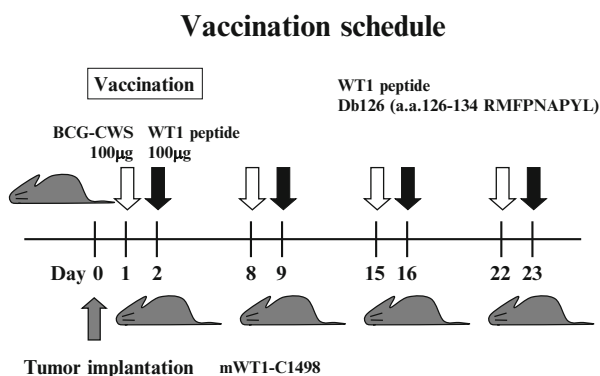 Vaccination schedule
Vaccination
WT1 peptide
Db126 (a.a.126-134 RMFPNAPYL)
BCG-CWS WT1 peptide
100μg 100μg
Day 0 1 2 8 9 15 16 22 23
Tumor implantation mWT1-C1498